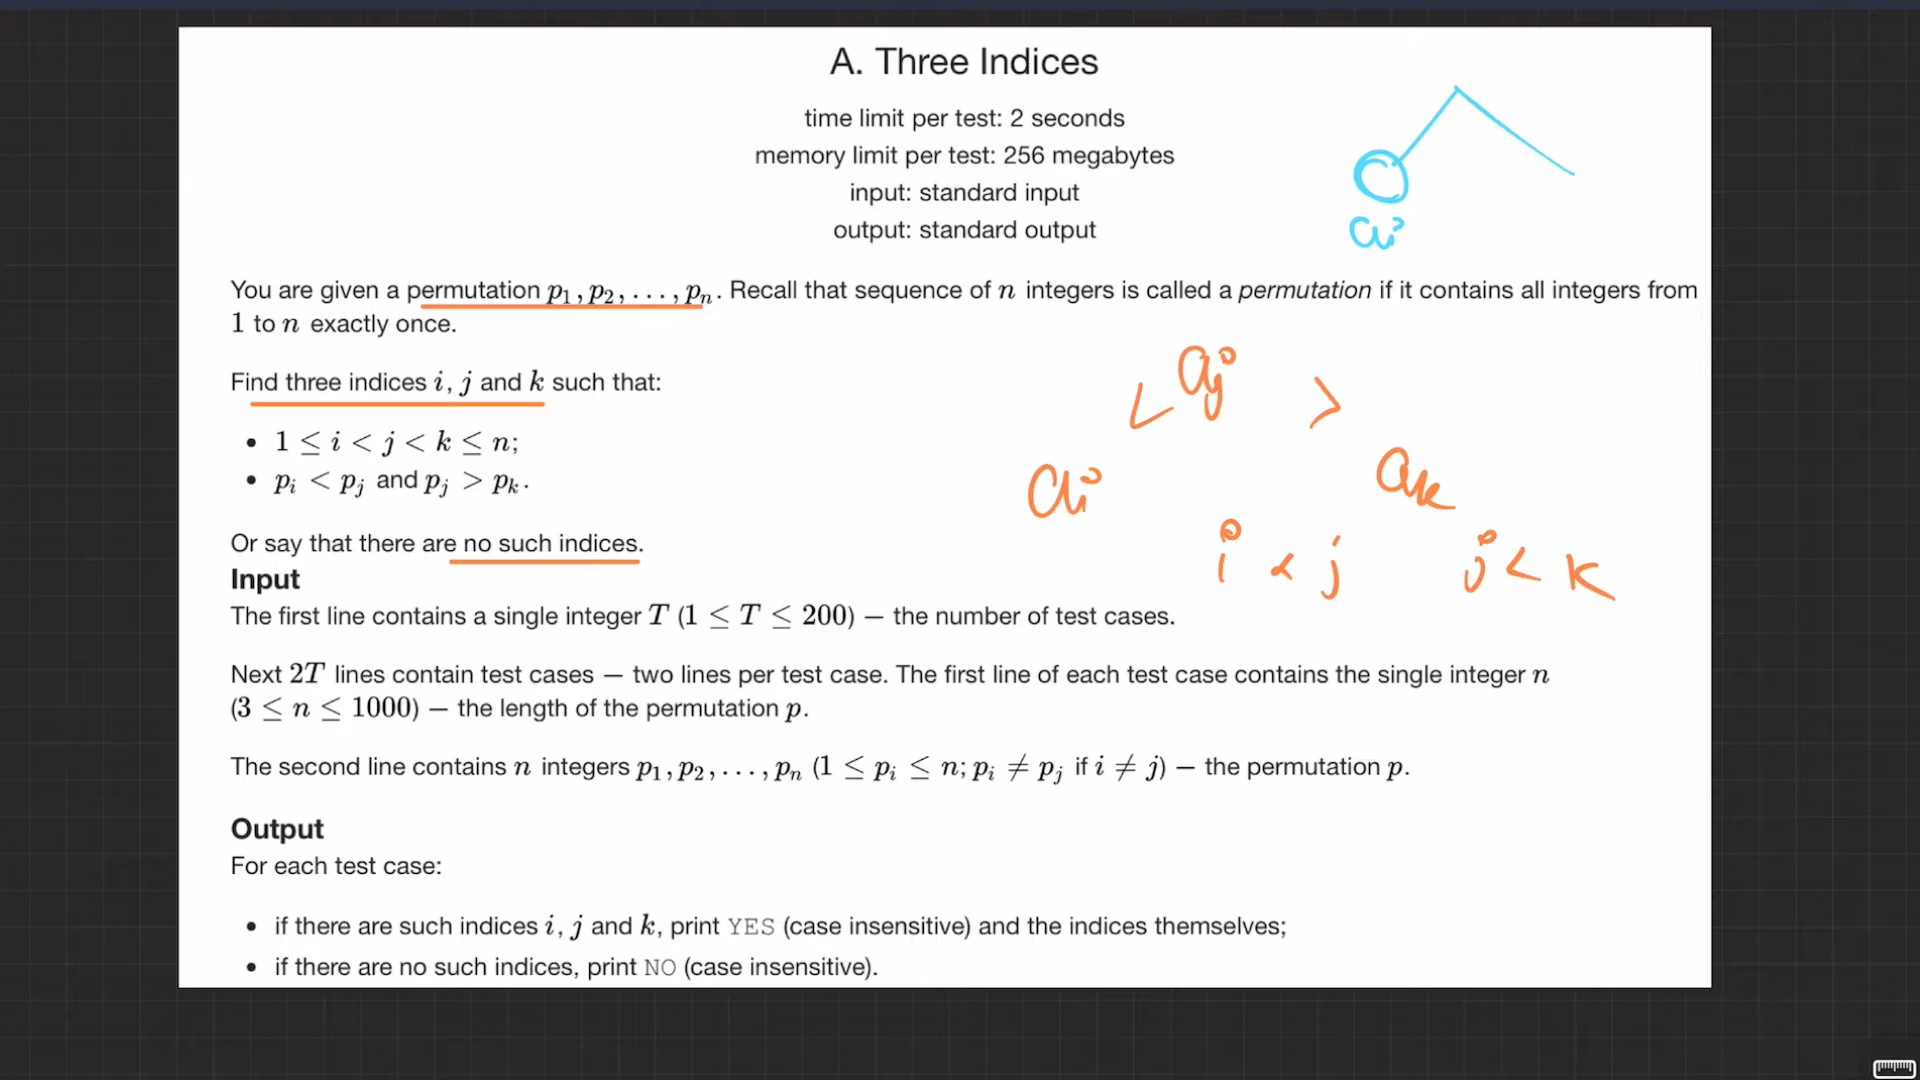 A. Three Indices
time limit per test: 2 seconds
memory limit per test: 256 megabytes
input: standard input
output: standard output
ai
You are given a permutation p₁, p₂, . . . , pₙ. Recall that sequence of n integers is called a permutation if it contains all integers from
1 to n exactly once.
Find three indices i, j and k such that:
< aj >
• 1 ≤ i < j < k ≤ n;
• pᵢ < pⱼ and pⱼ > pₖ.
ai ak
Or say that there are no such indices.
i < j j < k
Input
The first line contains a single integer T (1 ≤ T ≤ 200) — the number of test cases.
Next 2T lines contain test cases — two lines per test case. The first line of each test case contains the single integer n
(3 ≤ n ≤ 1000) — the length of the permutation p.
The second line contains n integers p₁, p₂, . . . , pₙ (1 ≤ pᵢ ≤ n; pᵢ ≠ pⱼ if i ≠ j) — the permutation p.
Output
For each test case:
• if there are such indices i, j and k, print YES (case insensitive) and the indices themselves;
• if there are no such indices, print NO (case insensitive).